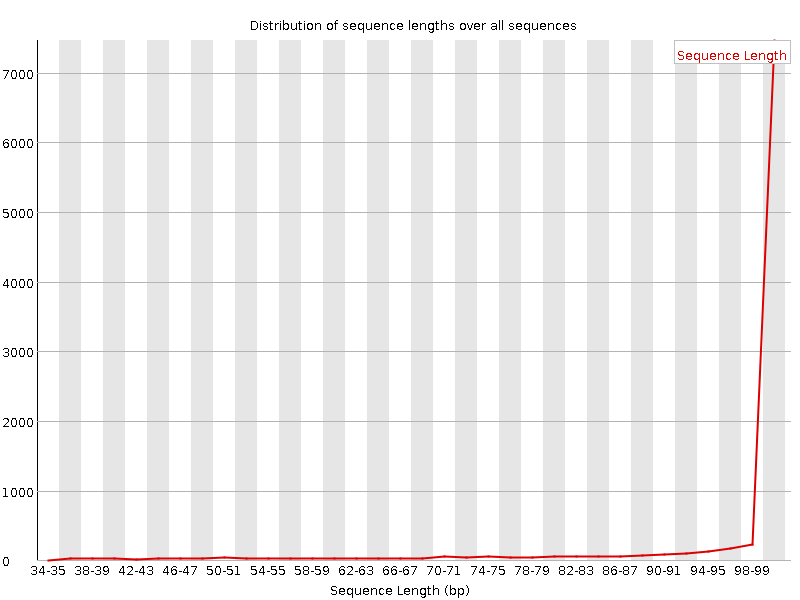 Distribution of sequence lengths over all sequences
Sequence Length
7000
6000
5000
4000
3000
2000
1000
0
34-35 38-39 42-43 46-47 50-51 54-55 58-59 62-63 66-67 70-71 74-75 78-79 82-83 86-87 90-91 94-95 98-99
Sequence Length (bp)